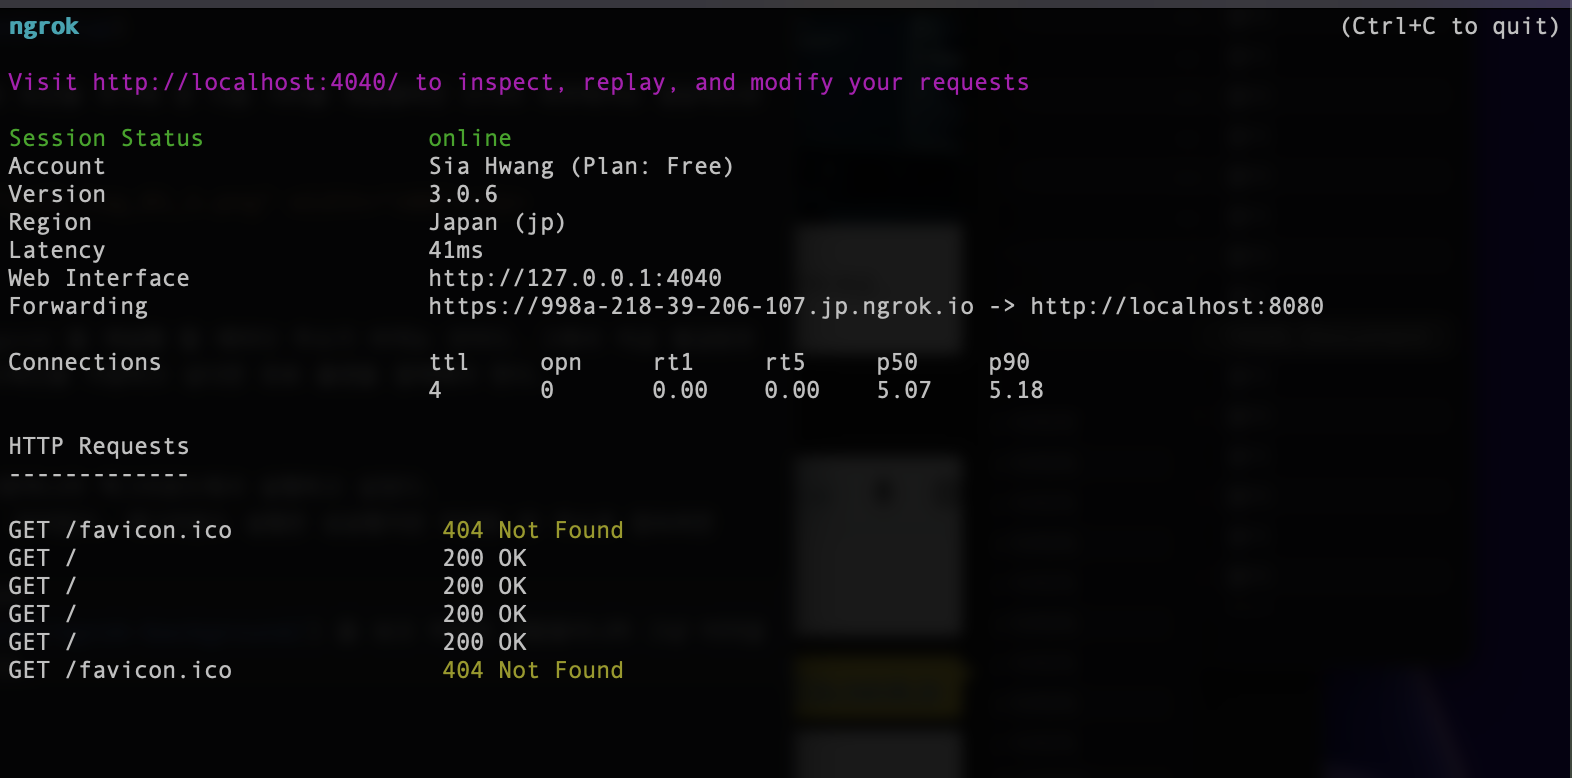 ngrok (Ctrl+C to quit)
Visit http://localhost:4040/ to inspect, replay, and modify your requests
Session Status online
Account Sia Hwang (Plan: Free)
Version 3.0.6
Region Japan (jp)
Latency 41ms
Web Interface http://127.0.0.1:4040
Forwarding https://998a-218-39-206-107.jp.ngrok.io -> http://localhost:8080
Connections ttl opn rt1 rt5 p50 p90
4 0 0.00 0.00 5.07 5.18
HTTP Requests
-------------
GET /favicon.ico 404 Not Found
GET / 200 OK
GET / 200 OK
GET / 200 OK
GET / 200 OK
GET /favicon.ico 404 Not Found